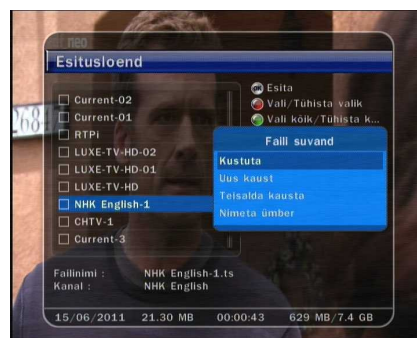 neo
Esitusloend
Current-02
Current-01
RTPi
LUXE-TV-HD-02
LUXE-TV-HD-01
LUXE-TV-HD
NHK English-1
CHTV-1
Current-3
OK Esita
Vali/Tühista valik
Vali kõik/Tühista k...
Faili suvand
Kustuta
Uus kaust
Teisalda kausta
Nimeta ümber
Failinimi : NHK English-1.ts
Kanal : NHK English
15/06/2011 21.30 MB 00:00:43 629 MB/7.4 GB
2684